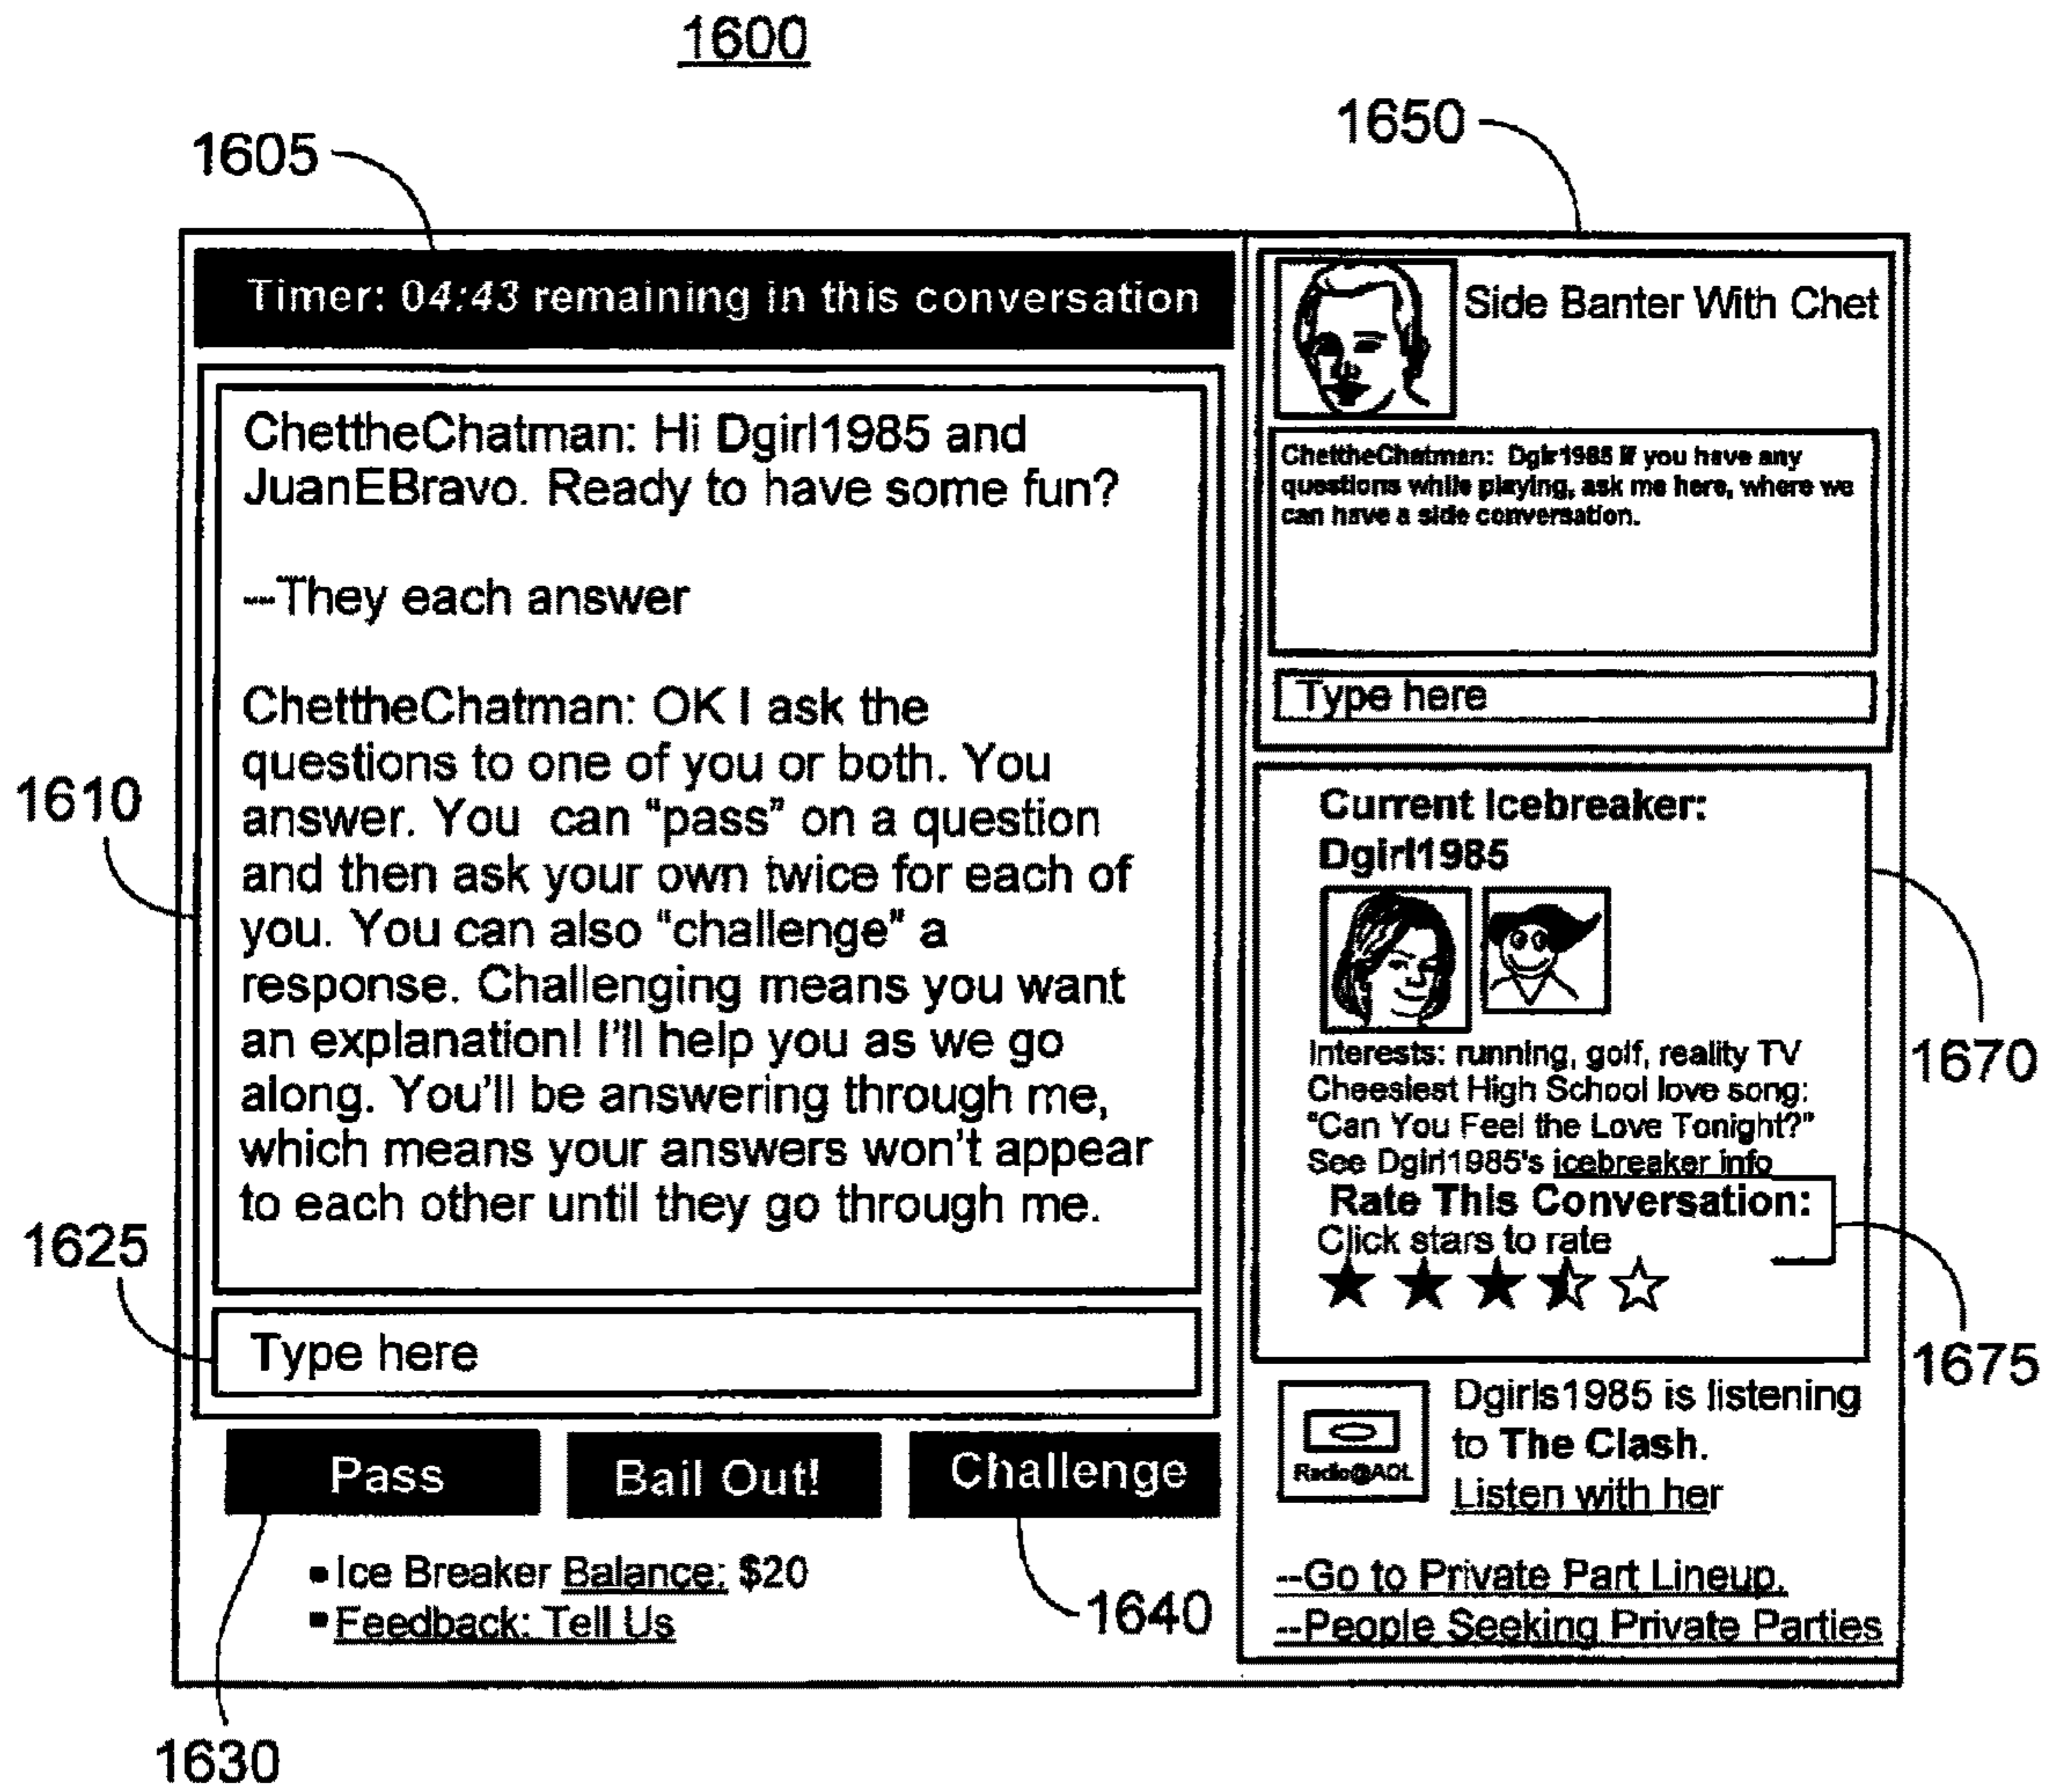 1600
1605
1650
Timer: 04:43 remaining in this conversation
ChettheChatman: Hi Dgirl1985 and
JuanEBravo. Ready to have some fun?
--They each answer
ChettheChatman: OK I ask the
questions to one of you or both. You
answer. You can “pass” on a question
and then ask your own twice for each of
you. You can also “challenge” a
response. Challenging means you want
an explanation! I’ll help you as we go
along. You’ll be answering through me,
which means your answers won’t appear
to each other until they go through me.
1610
1625
Type here
Pass
Bail Out!
Challenge
▪ Ice Breaker Balance: $20
▪ Feedback: Tell Us
1630
1640
Side Banter With Chet
ChettheChatman: Dgir1985 if you have any
questions while playing, ask me here, where we
can have a side conversation.
Type here
Current Icebreaker:
Dgirl1985
Interests: running, golf, reality TV
Cheesiest High School love song:
“Can You Feel the Love Tonight?”
See Dgirl1985's icebreaker info
Rate This Conversation:
Click stars to rate
1670
1675
Radio@AOL
Dgirls1985 is listening
to The Clash.
Listen with her
--Go to Private Part Lineup.
--People Seeking Private Parties